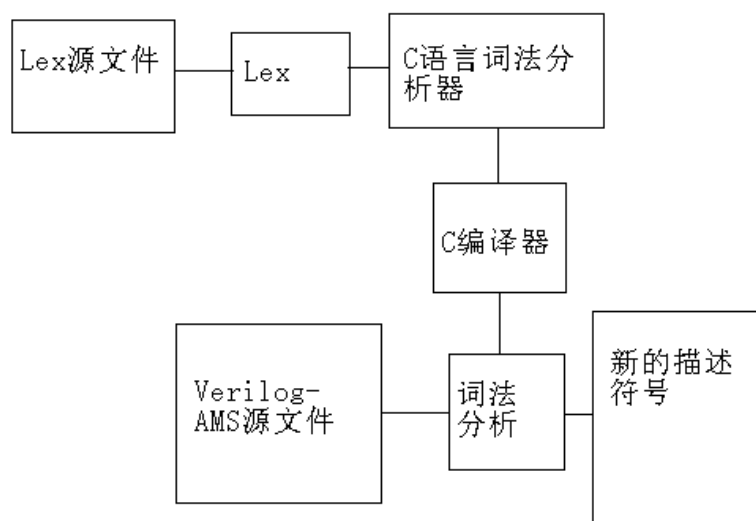 Lex源文件
Lex
C语言词法分
析器
C编译器
Verilog-
AMS源文件
词法
分析
新的描述
符号